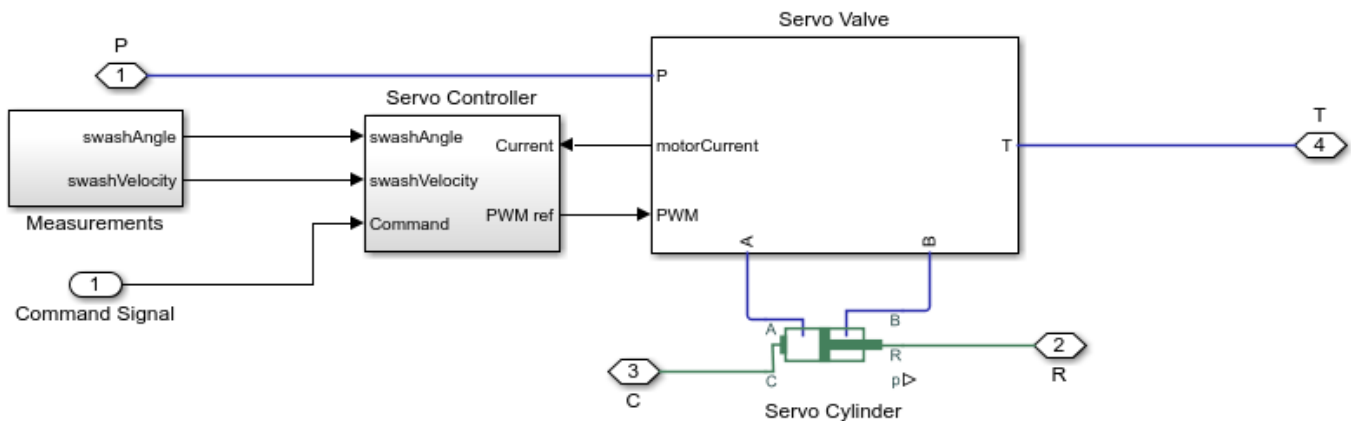 Servo Valve
P
1
P
Servo Controller
swashAngle
swashVelocity
Measurements
swashAngle
swashVelocity
Command
Current
PWM ref
motorCurrent
PWM
T
A
B
T
4
1
Command Signal
A
B
C
R
p
Servo Cylinder
3
C
2
R